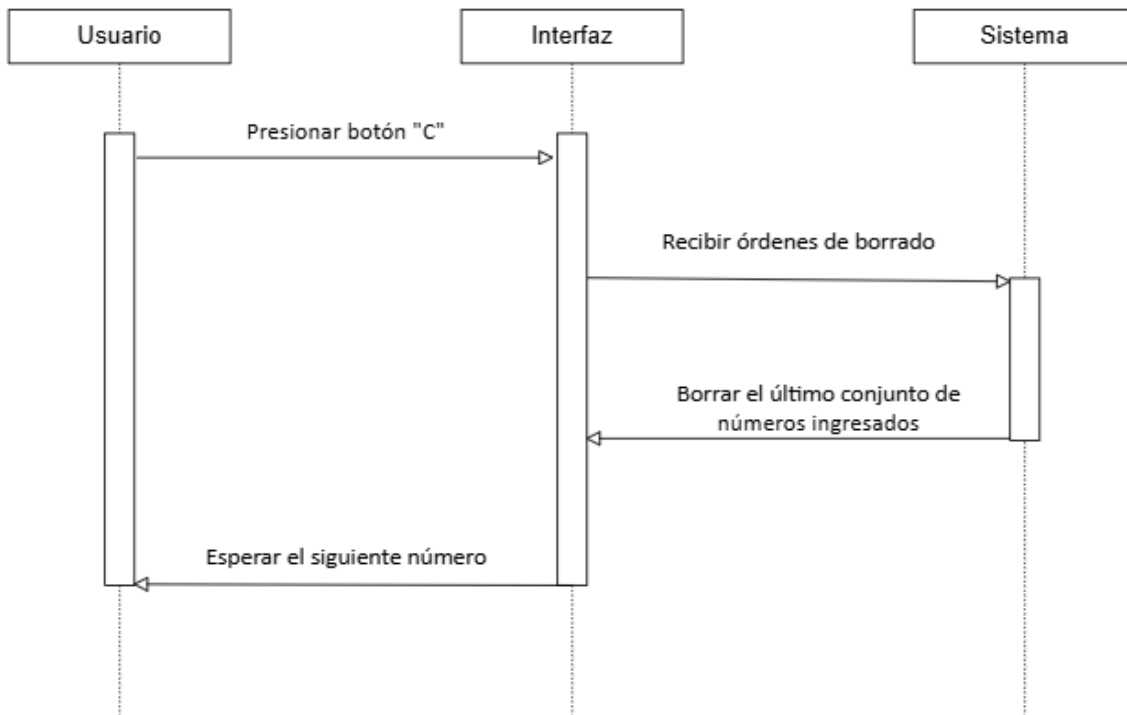 Usuario
Interfaz
Sistema
Presionar botón "C"
Recibir órdenes de borrado
Borrar el último conjunto de
números ingresados
Esperar el siguiente número